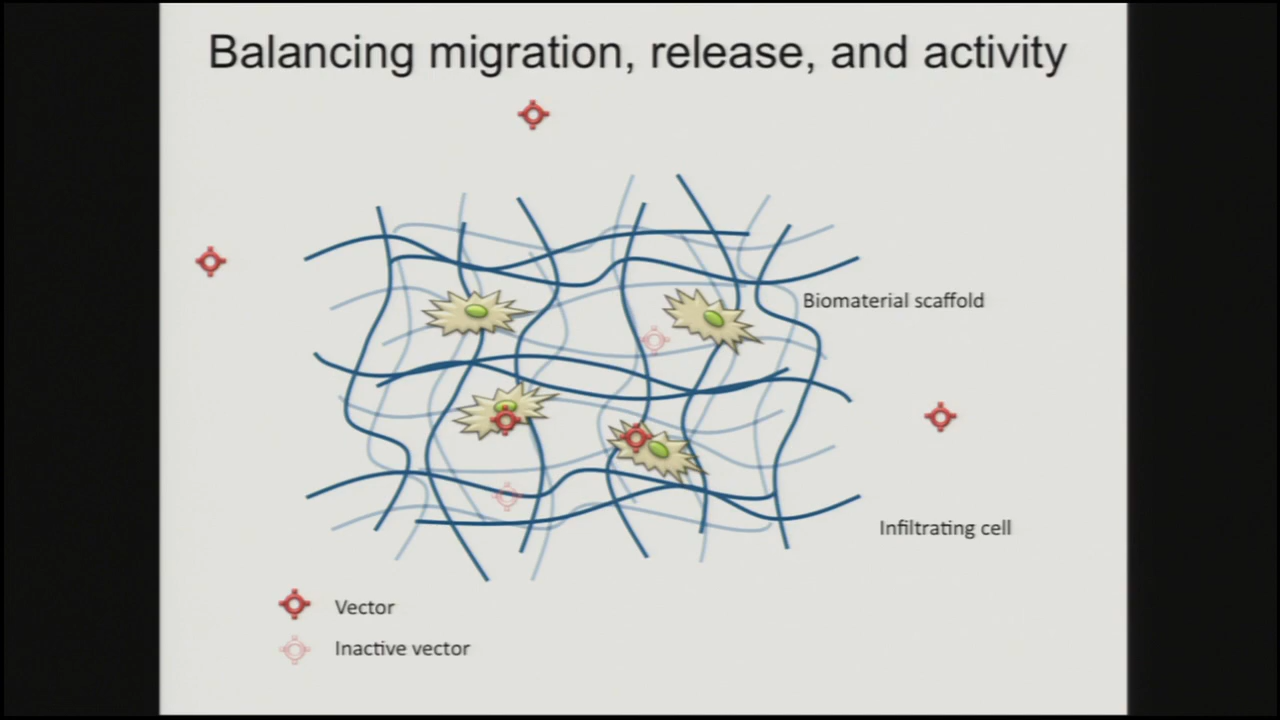 Balancing migration, release, and activity
Biomaterial scaffold
Infiltrating cell
Vector
Inactive vector